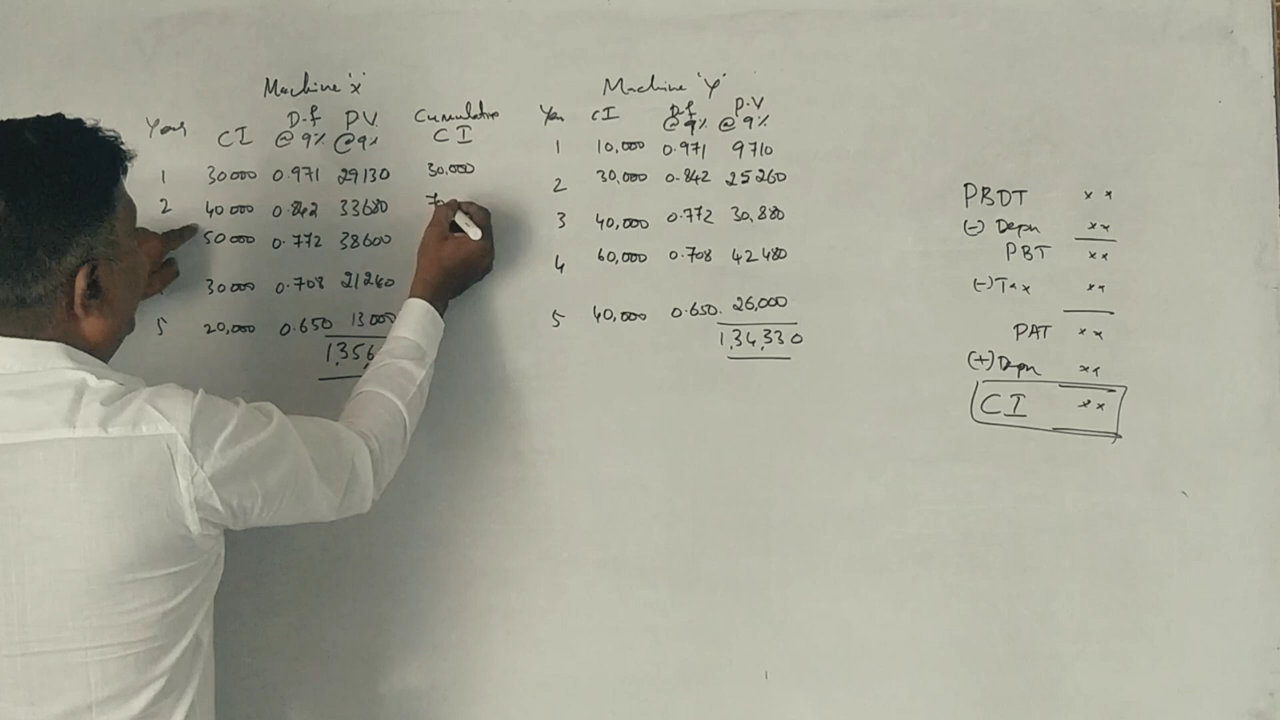 Machine 'x'
Year CI D.f @ 9% P.V. @ 9% Cumulative CI
1 30000 0.971 29130 30,000
2 40000 0.842 33680
50000 0.772 38600
30000 0.708 21240
5 20,000 0.650 13000
Machine 'Y'
Year CI D.f @ 9% P.V @ 9%
1 10,000 0.971 9710
2 30,000 0.842 25260
3 40,000 0.772 30,880
4 60,000 0.708 42480
5 40,000 0.650. 26,000
1,34,330
PBDT xx
(-) Depn xx
PBT xx
(-) Tax xx
PAT xx
(+) Depn xx
CI xx